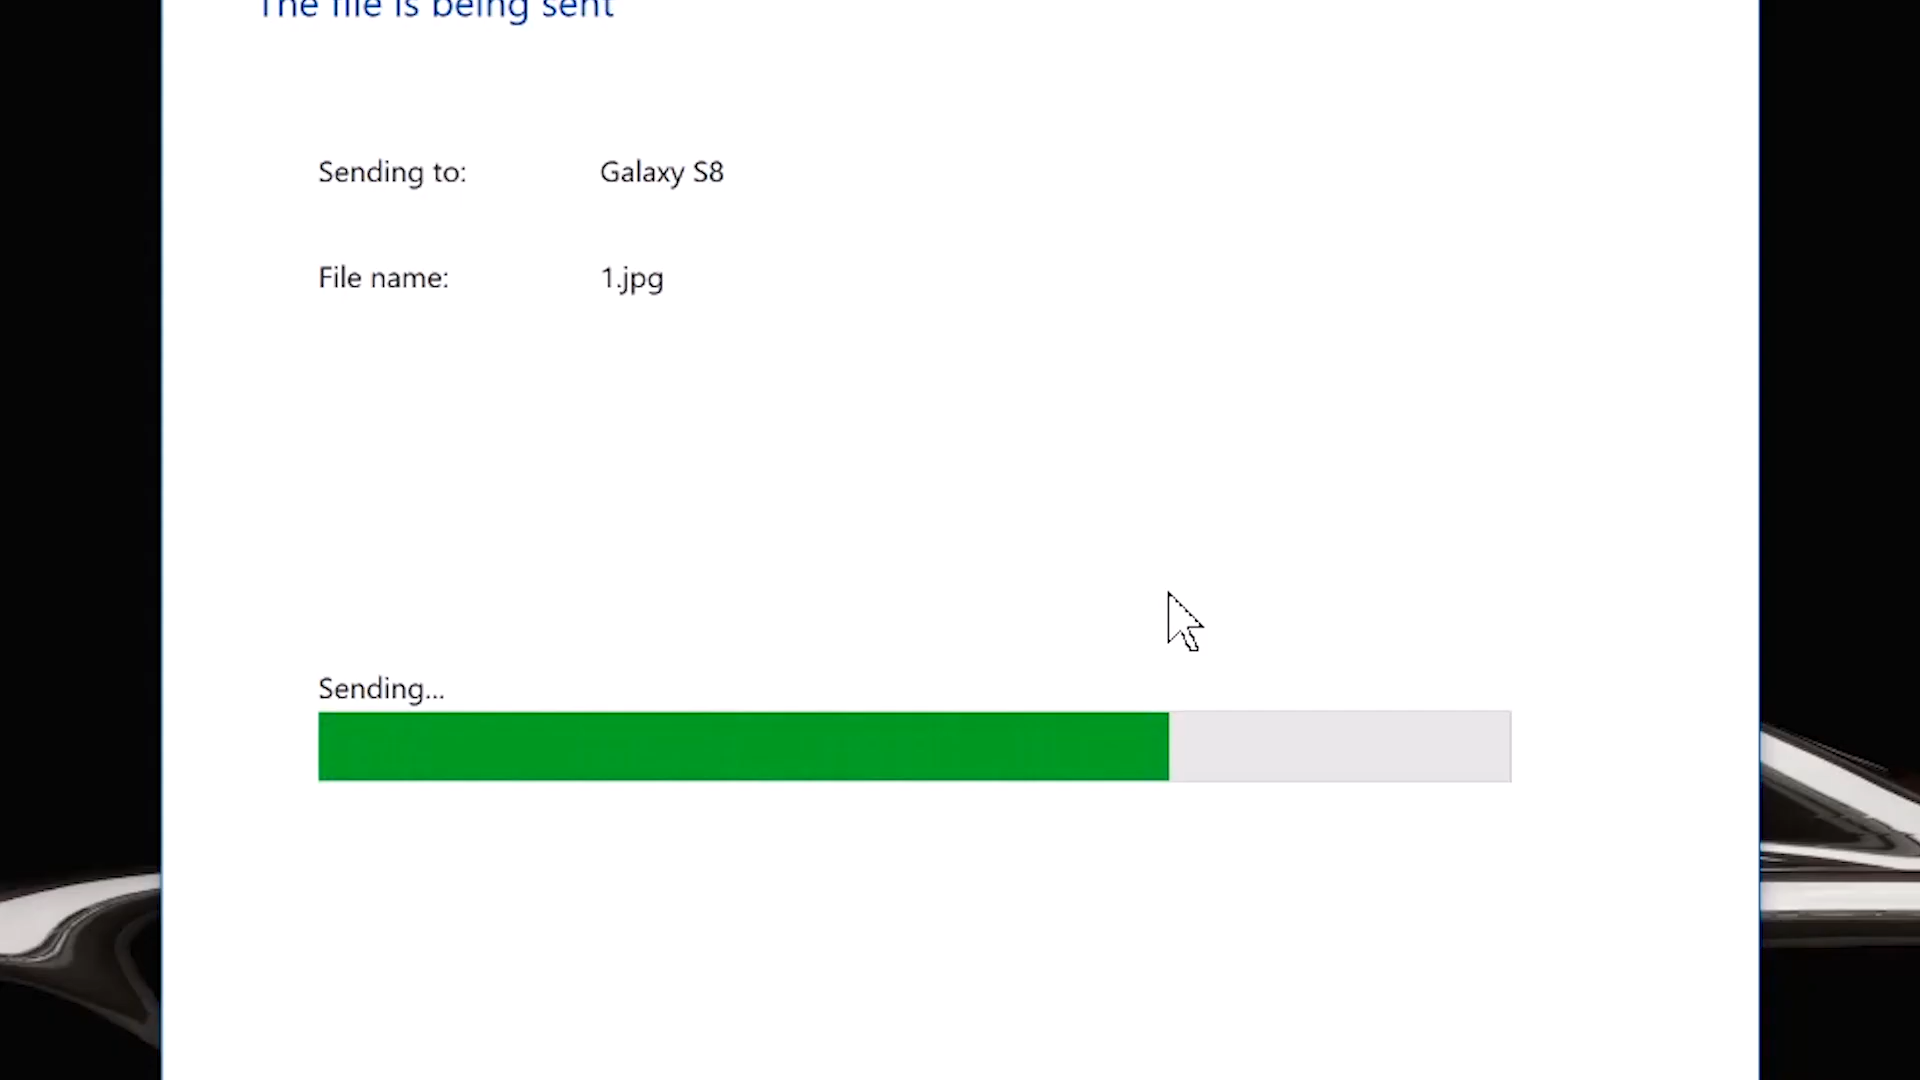 The file is being sent
Sending to: Galaxy S8
File name: 1.jpg
Sending...